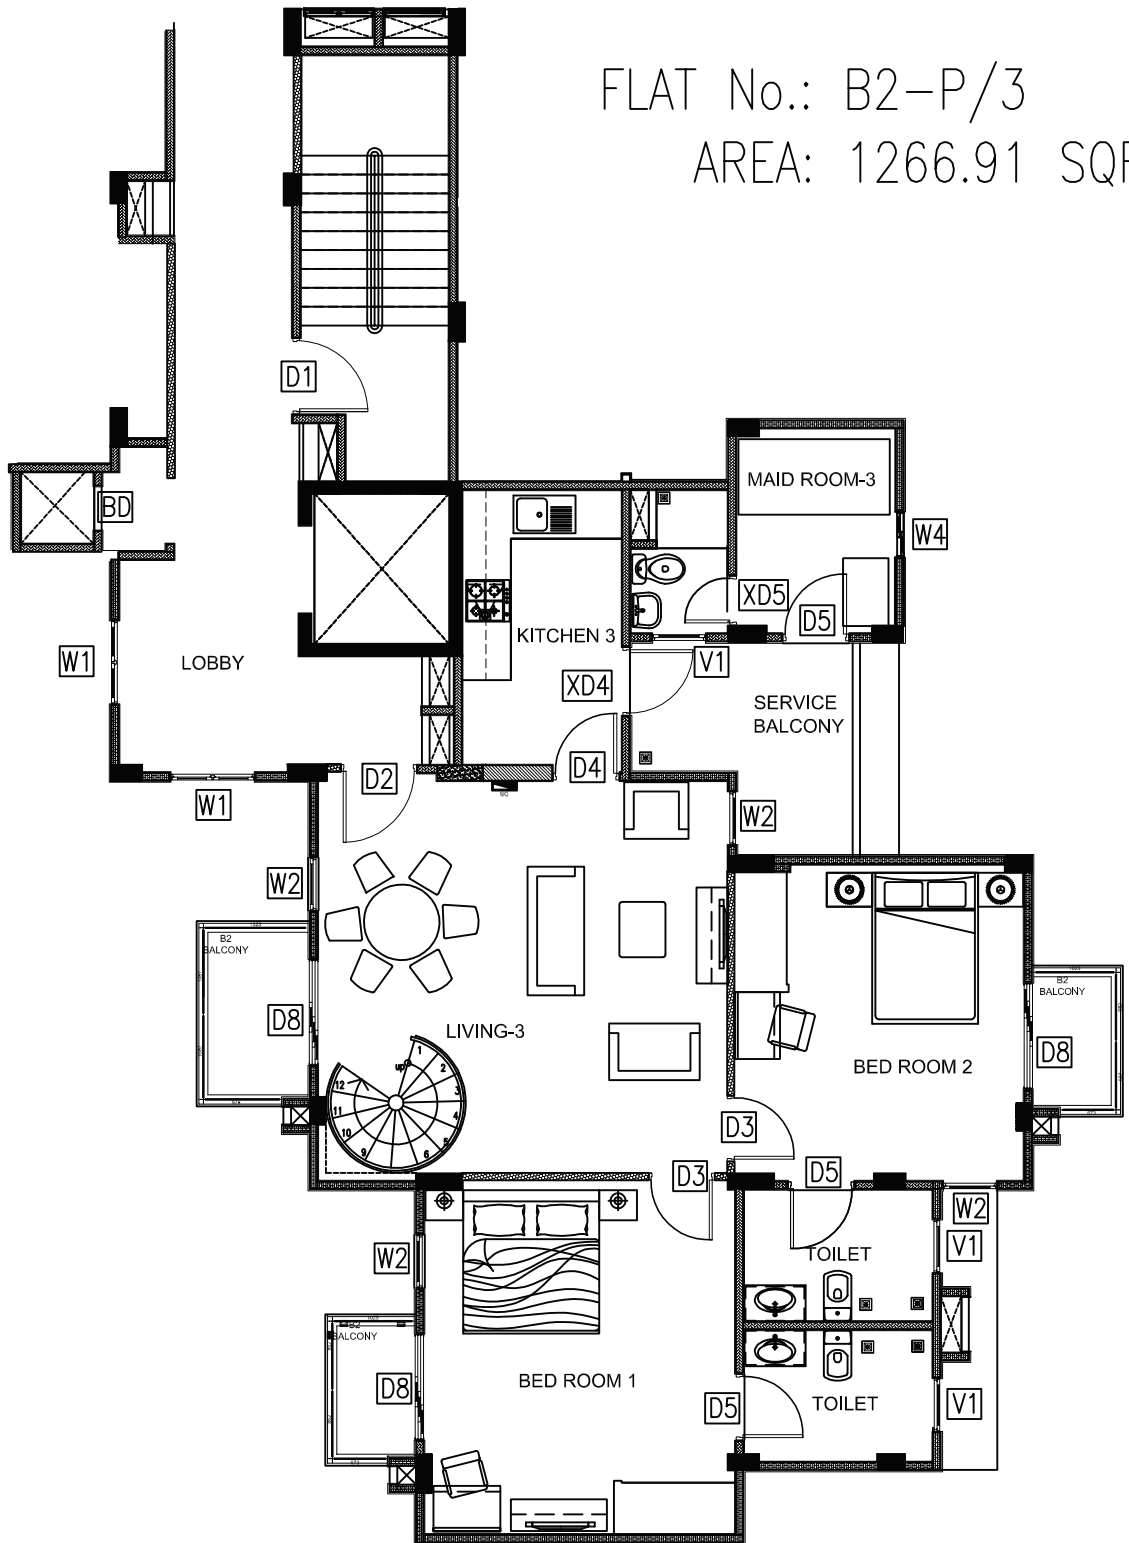 FLAT No.: B2-P/3
AREA: 1266.91 SQF
D1
MAID ROOM-3
BD
W4
XD5
D5
KITCHEN 3
W1
LOBBY
V1
XD4
SERVICE
BALCONY
D2
D4
W1
W2
W2
B2
BALCONY
B2
BALCONY
D8
LIVING-3
up
1
2
3
4
5
6
9
10
11
12
D8
BED ROOM 2
D3
D3
D5
W2
W2
TOILET
V1
B2
BALCONY
D8
BED ROOM 1
D5
TOILET
V1